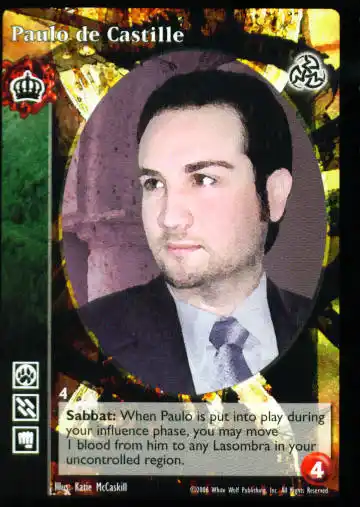 Paulo de Castille
4
Sabbat: When Paulo is put into play during
your influence phase, you may move
1 blood from him to any Lasombra in your
uncontrolled region.
4
Illus: Katie McCaskill
©2006 White Wolf Publishing, Inc. All Rights Reserved.